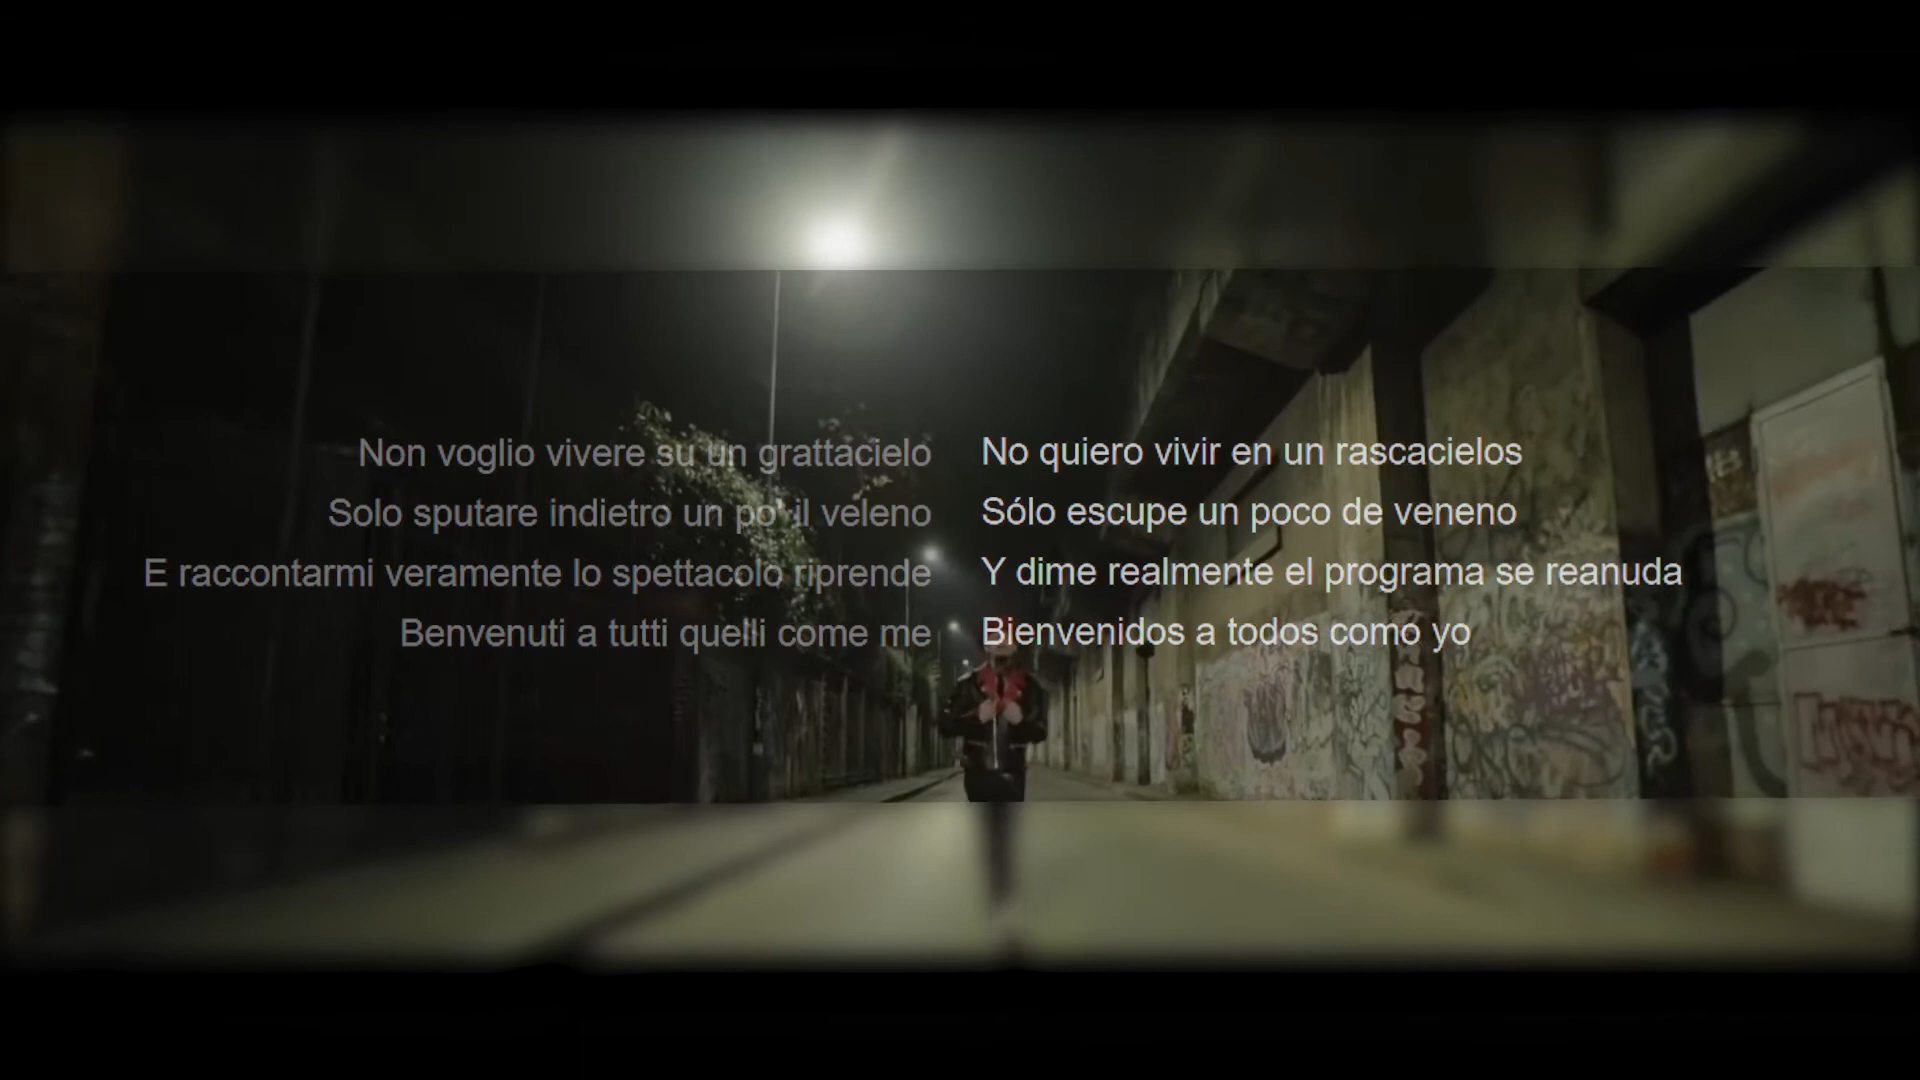 Non voglio vivere su un grattacielo
Solo sputare indietro un po' il veleno
E raccontarmi veramente lo spettacolo riprende
Benvenuti a tutti quelli come me
No quiero vivir en un rascacielos
Sólo escupe un poco de veneno
Y dime realmente el programa se reanuda
Bienvenidos a todos como yo